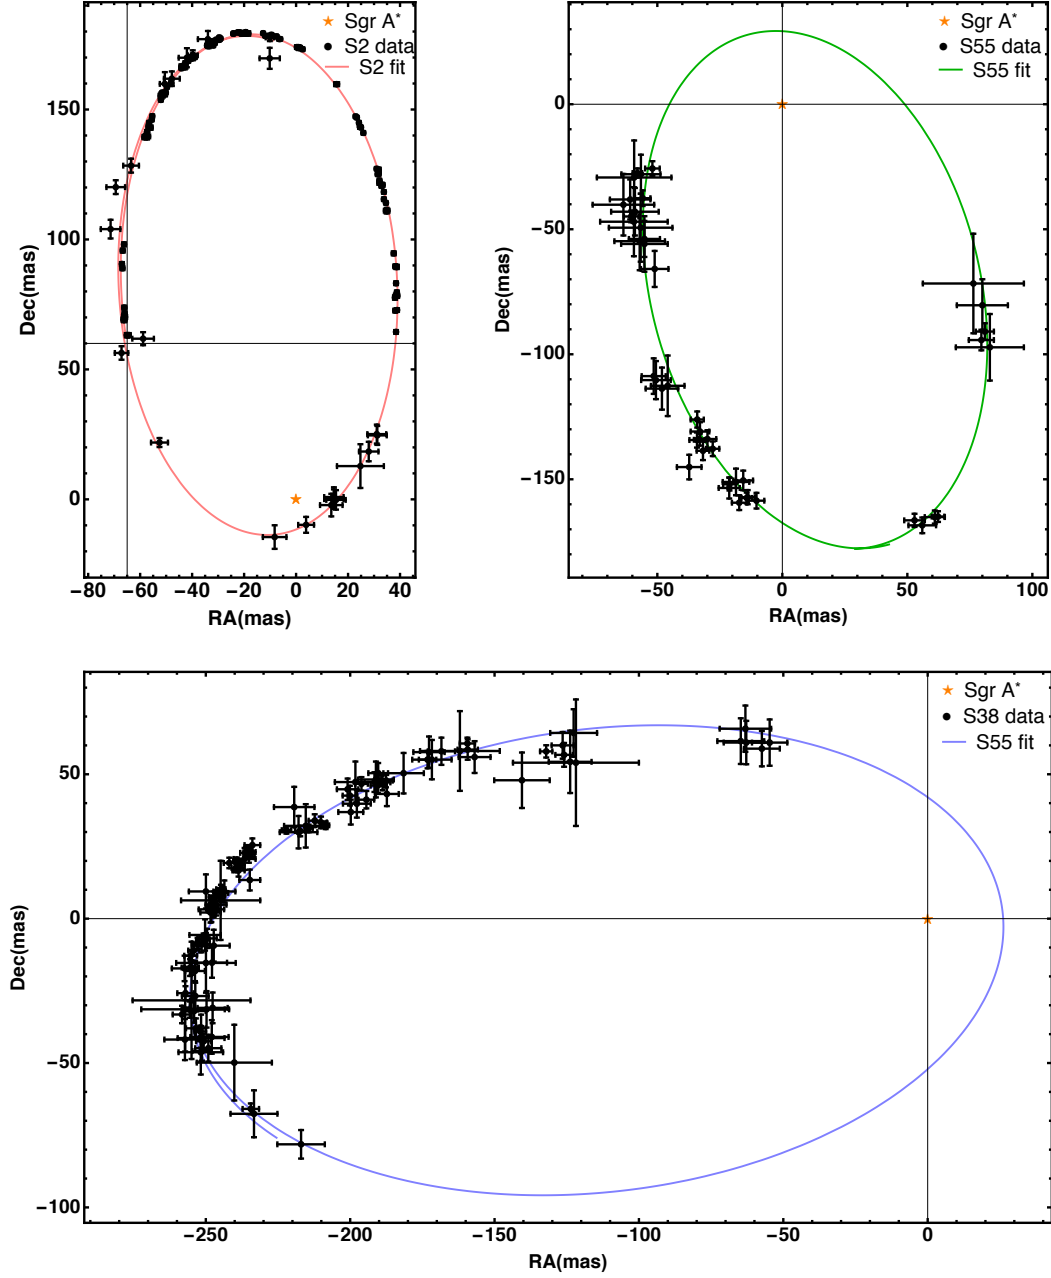 Sgr A*
S2 data
S2 fit
150
100
50
0
Dec(mas)
−80 −60 −40 −20 0 20 40
RA(mas)
Sgr A*
S55 data
S55 fit
0
−50
−100
−150
Dec(mas)
−50 0 50 100
RA(mas)
Sgr A*
S38 data
S55 fit
50
0
−50
−100
Dec(mas)
−250 −200 −150 −100 −50 0
RA(mas)